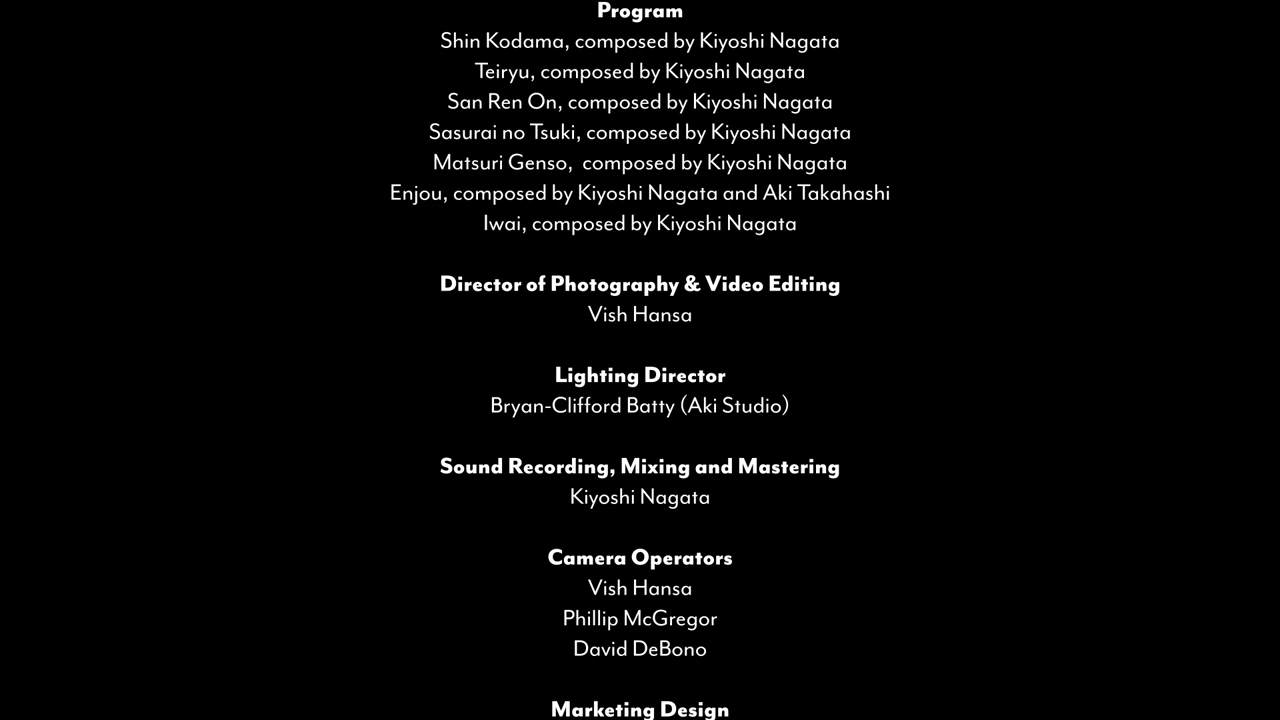 Program
Shin Kodama, composed by Kiyoshi Nagata
Teiryu, composed by Kiyoshi Nagata
San Ren On, composed by Kiyoshi Nagata
Sasurai no Tsuki, composed by Kiyoshi Nagata
Matsuri Genso,  composed by Kiyoshi Nagata
Enjou, composed by Kiyoshi Nagata and Aki Takahashi
Iwai, composed by Kiyoshi Nagata
Director of Photography & Video Editing
Vish Hansa
Lighting Director
Bryan-Clifford Batty (Aki Studio)
Sound Recording, Mixing and Mastering
Kiyoshi Nagata
Camera Operators
Vish Hansa
Phillip McGregor
David DeBono
Marketing Design